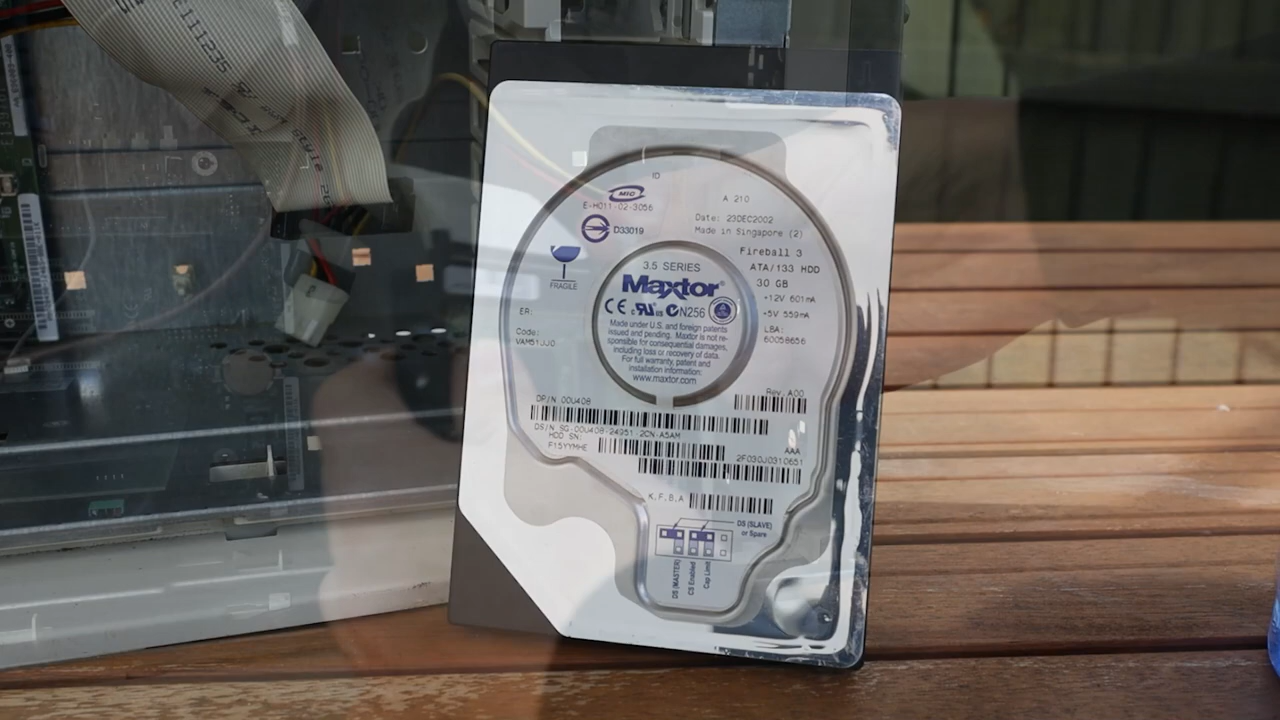 ID
MIC
E-H011-02-3056
D33019
FRAGILE
ER:
Code:
VAM51JJ0
A 210
Date: 23DEC2002
Made in Singapore (2)
Fireball 3
ATA/133 HDD
30 GB
+12V 601mA
+5V 559mA
LBA:
60058656
3.5 SERIES
Maxtor®
CE c RU us N256
Made under U.S. and foreign patents
issued and pending. Maxtor is not re-
sponsible for consequential damages,
including loss or recovery of data.
For full warranty, patent and
installation information:
www.maxtor.com
Rev.A00
DP/N 00U408
DS/N SG-00U408-24951-2CN-A5AM
HDD SN:
F15YYMHE
AAA
2F030J0310651
K,F,B,A
DS (SLAVE)
or Spare
DS (MASTER)
CS Enabled
Cap Limit